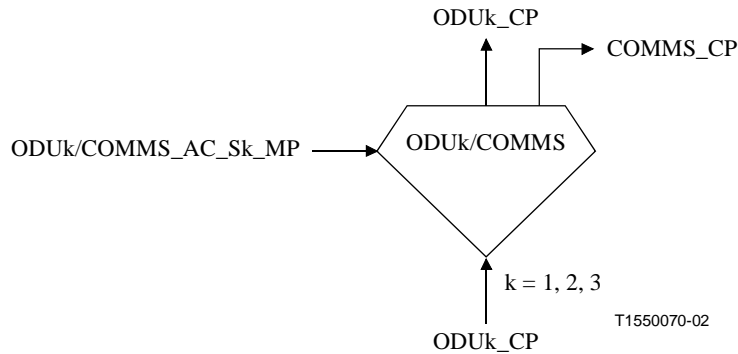 ODUk_CP
COMMS_CP
ODUk/COMMS_AC_Sk_MP
ODUk/COMMS
k = 1, 2, 3
T1550070-02
ODUk_CP